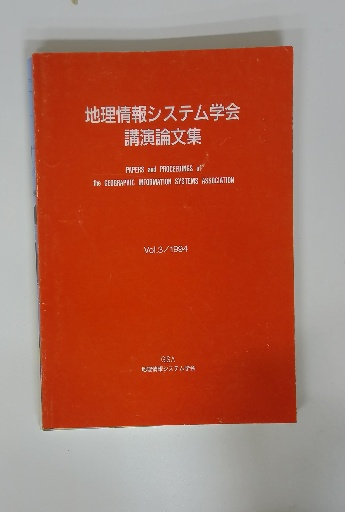 地理情報システム学会
講演論文集
PAPERS and PROCEEDINGS of
the GEOGRAPHIC INFORMATION SYSTEMS ASSOCIATION
Vol.3/1994
GSA
地理情報システム学会